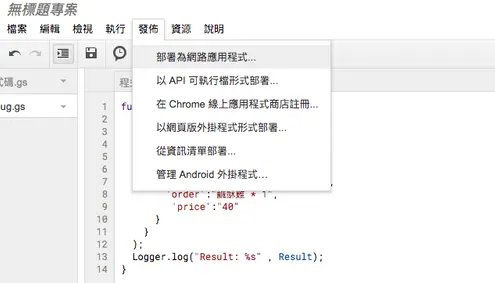 無標題專案
檔案 編輯 檢視 執行 發佈 資源 說明
部署為網路應用程式...
以 API 可執行檔形式部署...
在 Chrome 線上應用程式商店註冊...
以網頁版外掛程式形式部署...
從資訊清單部署...
管理 Android 外掛程式...
碼.gs
ug.gs
1 fu
2
3
4
5
6
7
8 'order':"鹹酥雞 * 1",
9 'price':"40"
10 }
11 }
12 );
13 Logger.log("Result: %s" , Result);
14 }